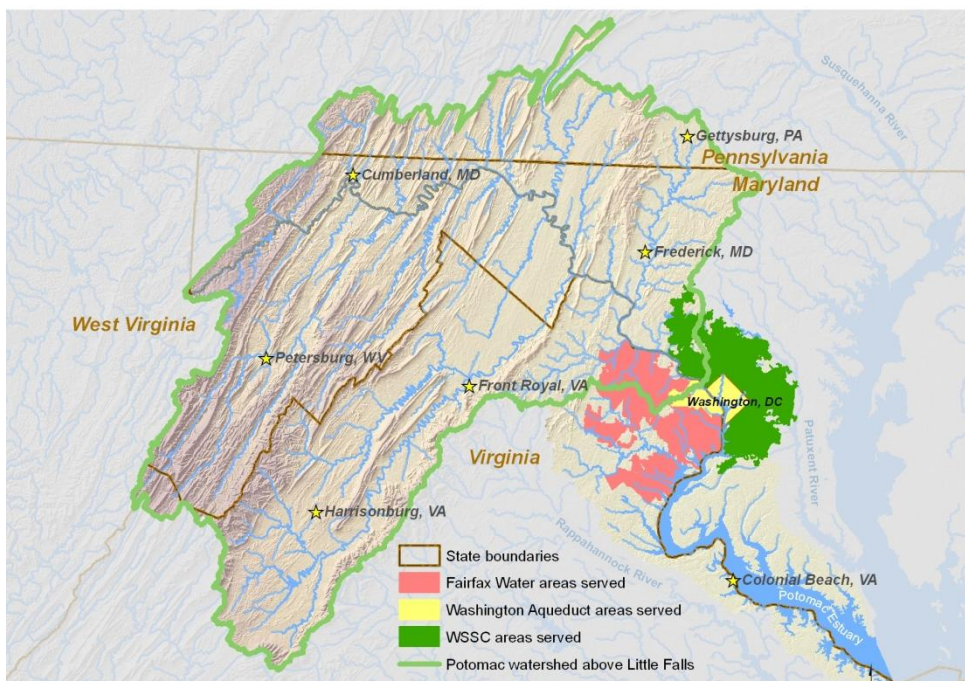 Susquehanna River
Gettysburg, PA
Pennsylvania
Maryland
Cumberland, MD
Frederick, MD
West Virginia
Petersburg, WV
Front Royal, VA
Washington, DC
Patuxent River
Virginia
Harrisonburg, VA
Rappahannock River
State boundaries
Fairfax Water areas served
Colonial Beach, VA
Potomac Estuary
Washington Aqueduct areas served
WSSC areas served
Potomac watershed above Little Falls